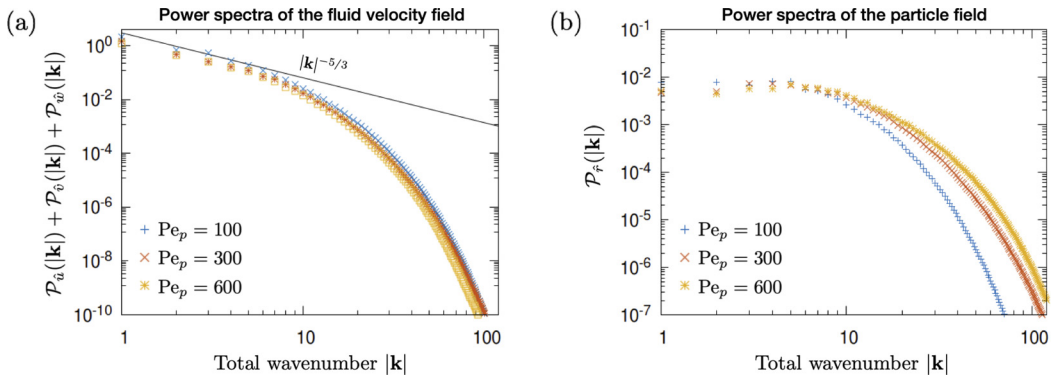 (a)
Power spectra of the fluid velocity field
10^0
10^{-2}
10^{-4}
10^{-6}
10^{-8}
10^{-10}
𝒫_û(|𝐤|) + 𝒫_v̂(|𝐤|) + 𝒫_ŵ(|𝐤|)
|𝐤|^{-5/3}
Pe_p = 100
Pe_p = 300
Pe_p = 600
1 10 100
Total wavenumber |𝐤|
(b)
Power spectra of the particle field
10^{-1}
10^{-2}
10^{-3}
10^{-4}
10^{-5}
10^{-6}
10^{-7}
𝒫_r̂(|𝐤|)
Pe_p = 100
Pe_p = 300
Pe_p = 600
1 10 100
Total wavenumber |𝐤|